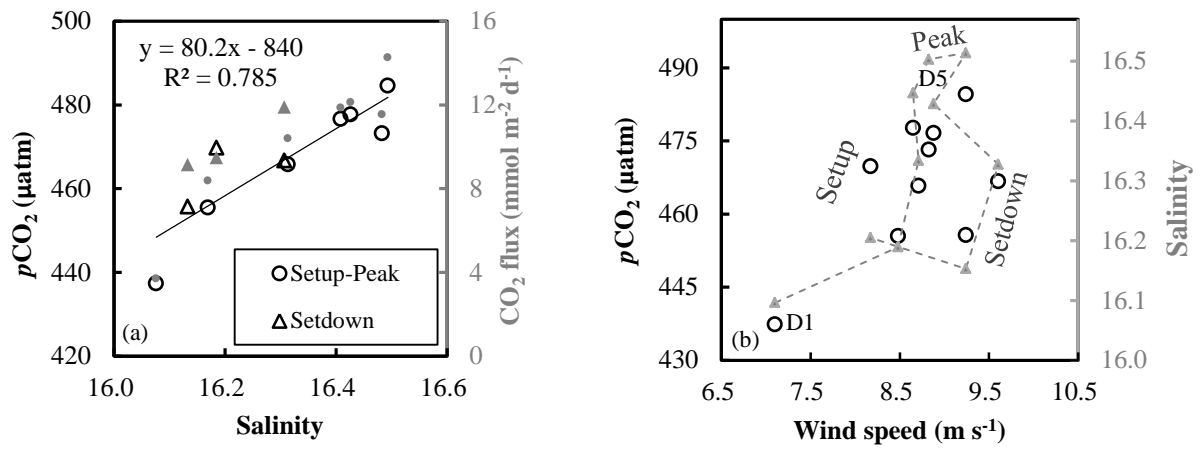 y = 80.2x - 840
R² = 0.785
500
480
460
440
420
pCO₂ (µatm)
16
12
8
4
0
CO₂ flux (mmol m⁻² d⁻¹)
Setup-Peak
Setdown
(a)
16.0
16.2
16.4
16.6
Salinity
490
475
460
445
430
pCO₂ (µatm)
Peak
D5
Setup
Setdown
D1
(b)
16.5
16.4
16.3
16.2
16.1
16.0
Salinity
6.5
7.5
8.5
9.5
10.5
Wind speed (m s⁻¹)